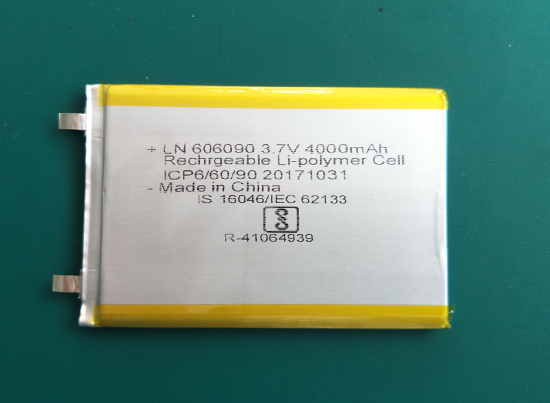 + LN 606090 3.7V 4000mAh
Rechrgeable Li-polymer Cell
ICP6/60/90 20171031
- Made in China
IS 16046/IEC 62133
R-41064939